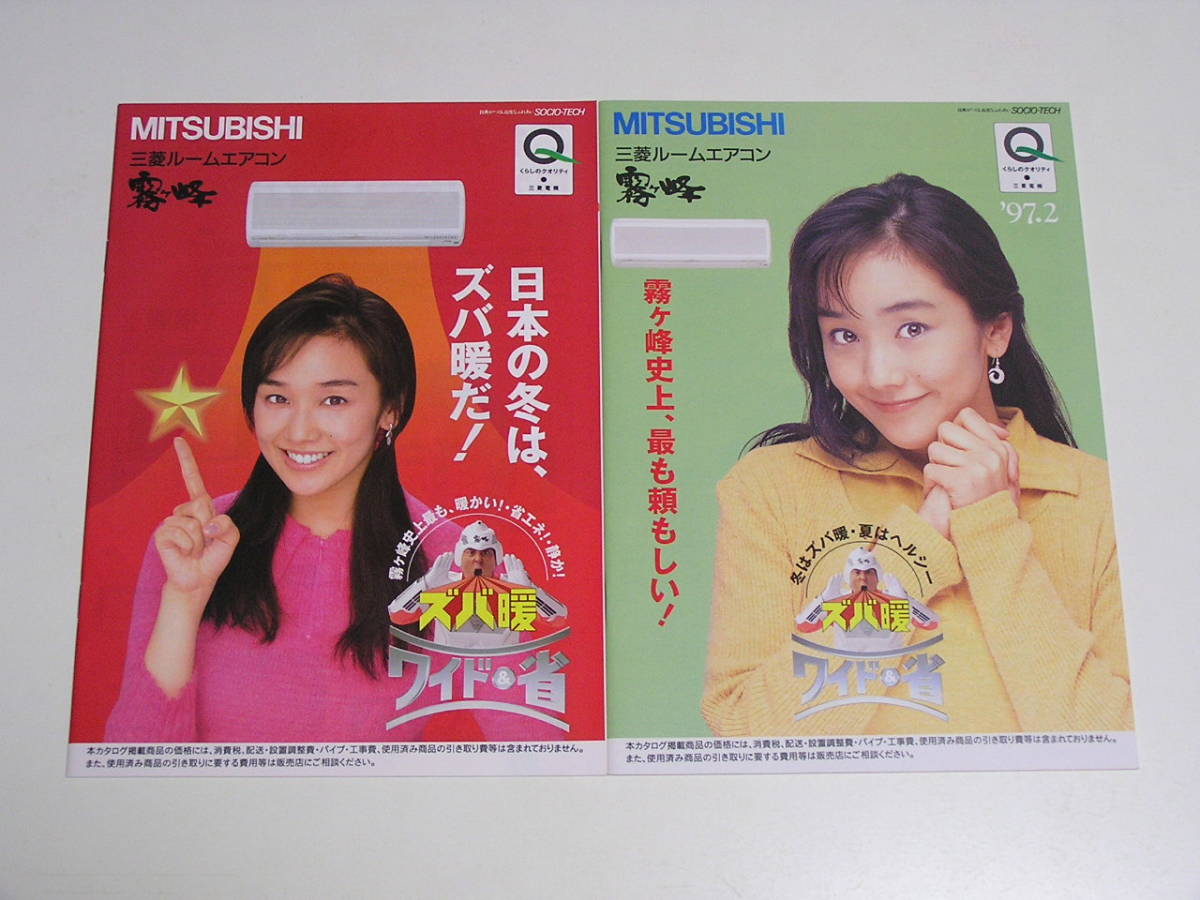 MITSUBISHI
三菱ルームエアコン
霧ヶ峰
SOCIO-TECH
Q
くらしのクオリティ
三菱電機
日本の冬は、
ズバ暖だ!
霧ヶ峰史上最も、暖かい!・省エネ!・静か!
ズバ暖
ワイド&省
本カタログ掲載商品の価格には、消費税、配送・設置調整費・パイプ・工事費、使用済み商品の引き取り費等は含まれておりません。
また、使用済み商品の引き取りに要する費用等は販売店にご相談ください。
MITSUBISHI
三菱ルームエアコン
霧ヶ峰
SOCIO-TECH
Q
くらしのクオリティ
三菱電機
'97.2
霧ヶ峰史上、最も頼もしい!
冬はズバ暖・夏はヘルシー
ズバ暖
ワイド&省
本カタログ掲載商品の価格には、消費税、配送・設置調整費・パイプ・工事費、使用済み商品の引き取り費等は含まれておりません。
また、使用済み商品の引き取りに要する費用等は販売店にご相談ください。